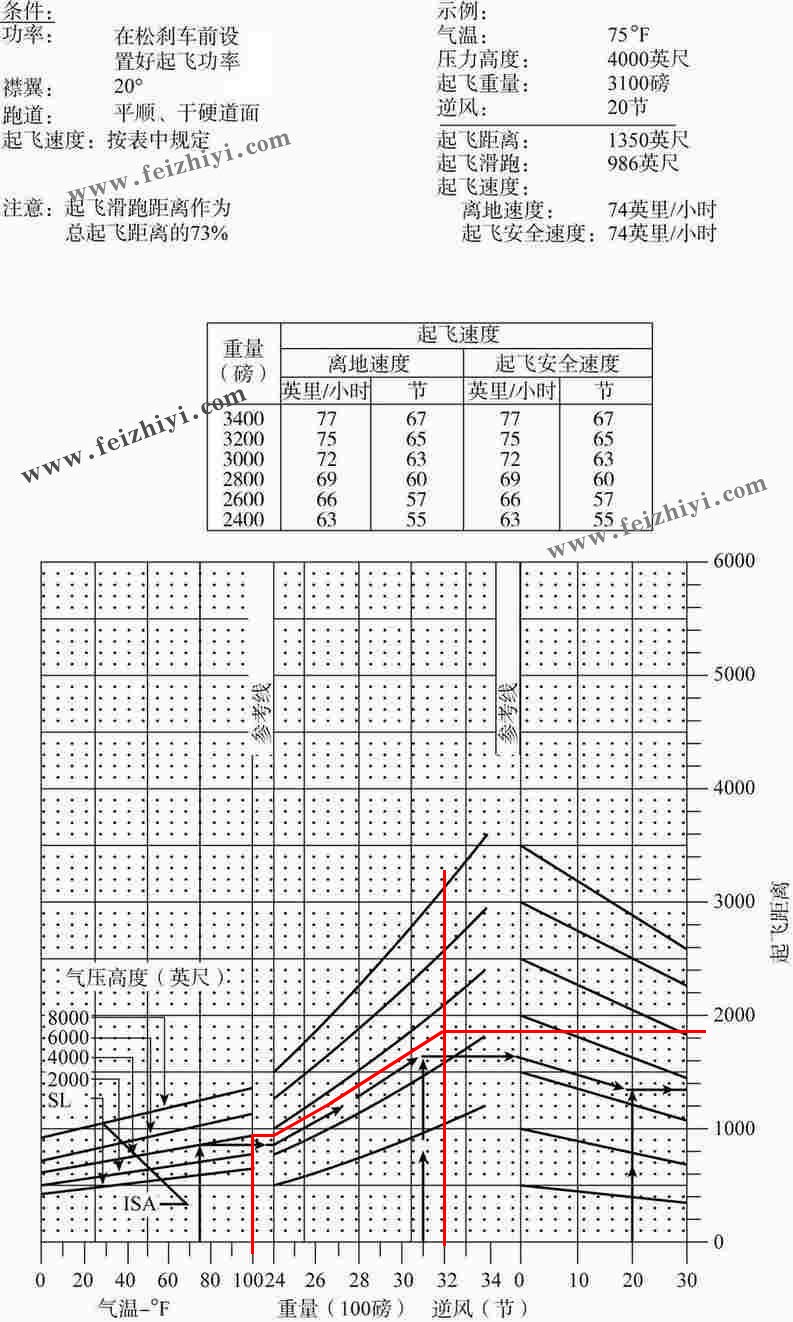 条件:
功率: 在松刹车前设
置好起飞功率
襟翼: 20°
跑道: 平顺、干硬道面
起飞速度: 按表中规定
注意: 起飞滑跑距离作为
总起飞距离的73%
示例:
气温: 75°F
压力高度: 4000英尺
起飞重量: 3100磅
逆风: 20节
起飞距离: 1350英尺
起飞滑跑: 986英尺
起飞速度:
离地速度: 74英里/小时
起飞安全速度: 74英里/小时
www.feizhiyi.com
重量(磅) 起飞速度
离地速度 起飞安全速度
英里/小时 节 英里/小时 节
3400 77 67 77 67
3200 75 65 75 65
3000 72 63 72 63
2800 69 60 69 60
2600 66 57 66 57
2400 63 55 63 55
www.feizhiyi.com
www.feizhiyi.com
6000
5000
4000
3000
2000
1000
0
起飞距离
参考线
参考线
气压高度(英尺)
8000
6000
4000
2000
SL
ISA
0 20 40 60 80 100 24 26 28 30 32 34 0 10 20 30
气温-°F 重量(100磅) 逆风(节)